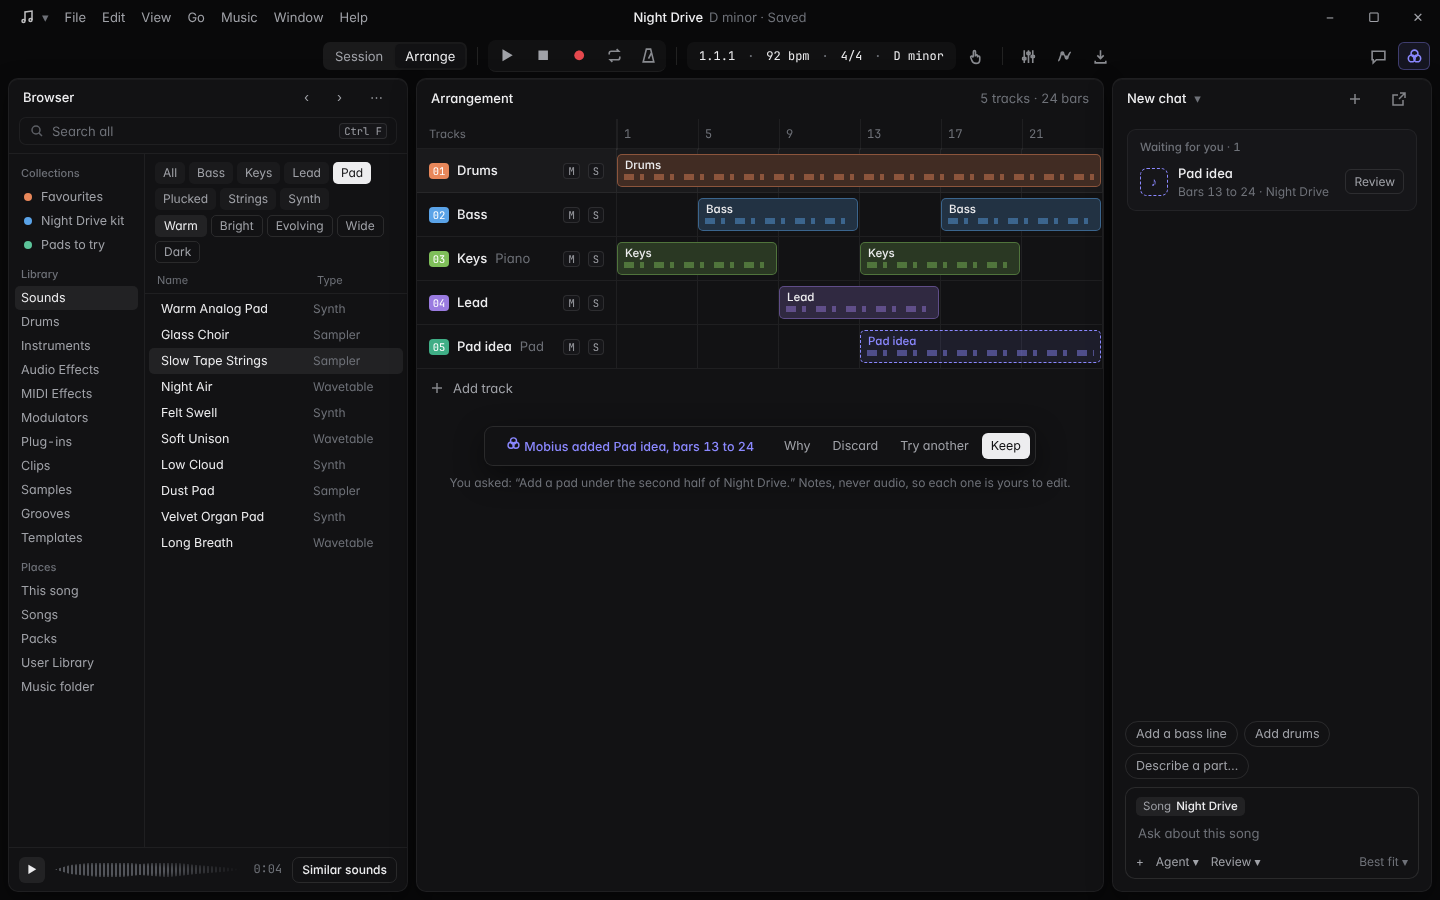 File Edit View Go Music Window Help
Night Drive D minor · Saved
Session Arrange
1.1.1 · 92 bpm · 4/4 · D minor
Browser
Search all Ctrl F
Collections
Favourites
Night Drive kit
Pads to try
Library
Sounds
Drums
Instruments
Audio Effects
MIDI Effects
Modulators
Plug-ins
Clips
Samples
Grooves
Templates
Places
This song
Songs
Packs
User Library
Music folder
All Bass Keys Lead Pad
Plucked Strings Synth
Warm Bright Evolving Wide
Dark
Name Type
Warm Analog Pad Synth
Glass Choir Sampler
Slow Tape Strings Sampler
Night Air Wavetable
Felt Swell Synth
Soft Unison Wavetable
Low Cloud Synth
Dust Pad Sampler
Velvet Organ Pad Synth
Long Breath Wavetable
0:04 Similar sounds
Arrangement 5 tracks · 24 bars
Tracks 1 5 9 13 17 21
01 Drums M S Drums
02 Bass M S Bass Bass
03 Keys Piano M S Keys Keys
04 Lead M S Lead
05 Pad idea Pad M S Pad idea
+ Add track
Mobius added Pad idea, bars 13 to 24 Why Discard Try another Keep
You asked: “Add a pad under the second half of Night Drive.” Notes, never audio, so each one is yours to edit.
New chat
Waiting for you · 1
Pad idea
Bars 13 to 24 · Night Drive
Review
Add a bass line Add drums
Describe a part...
Song Night Drive
Ask about this song
+ Agent ▾ Review ▾ Best fit ▾